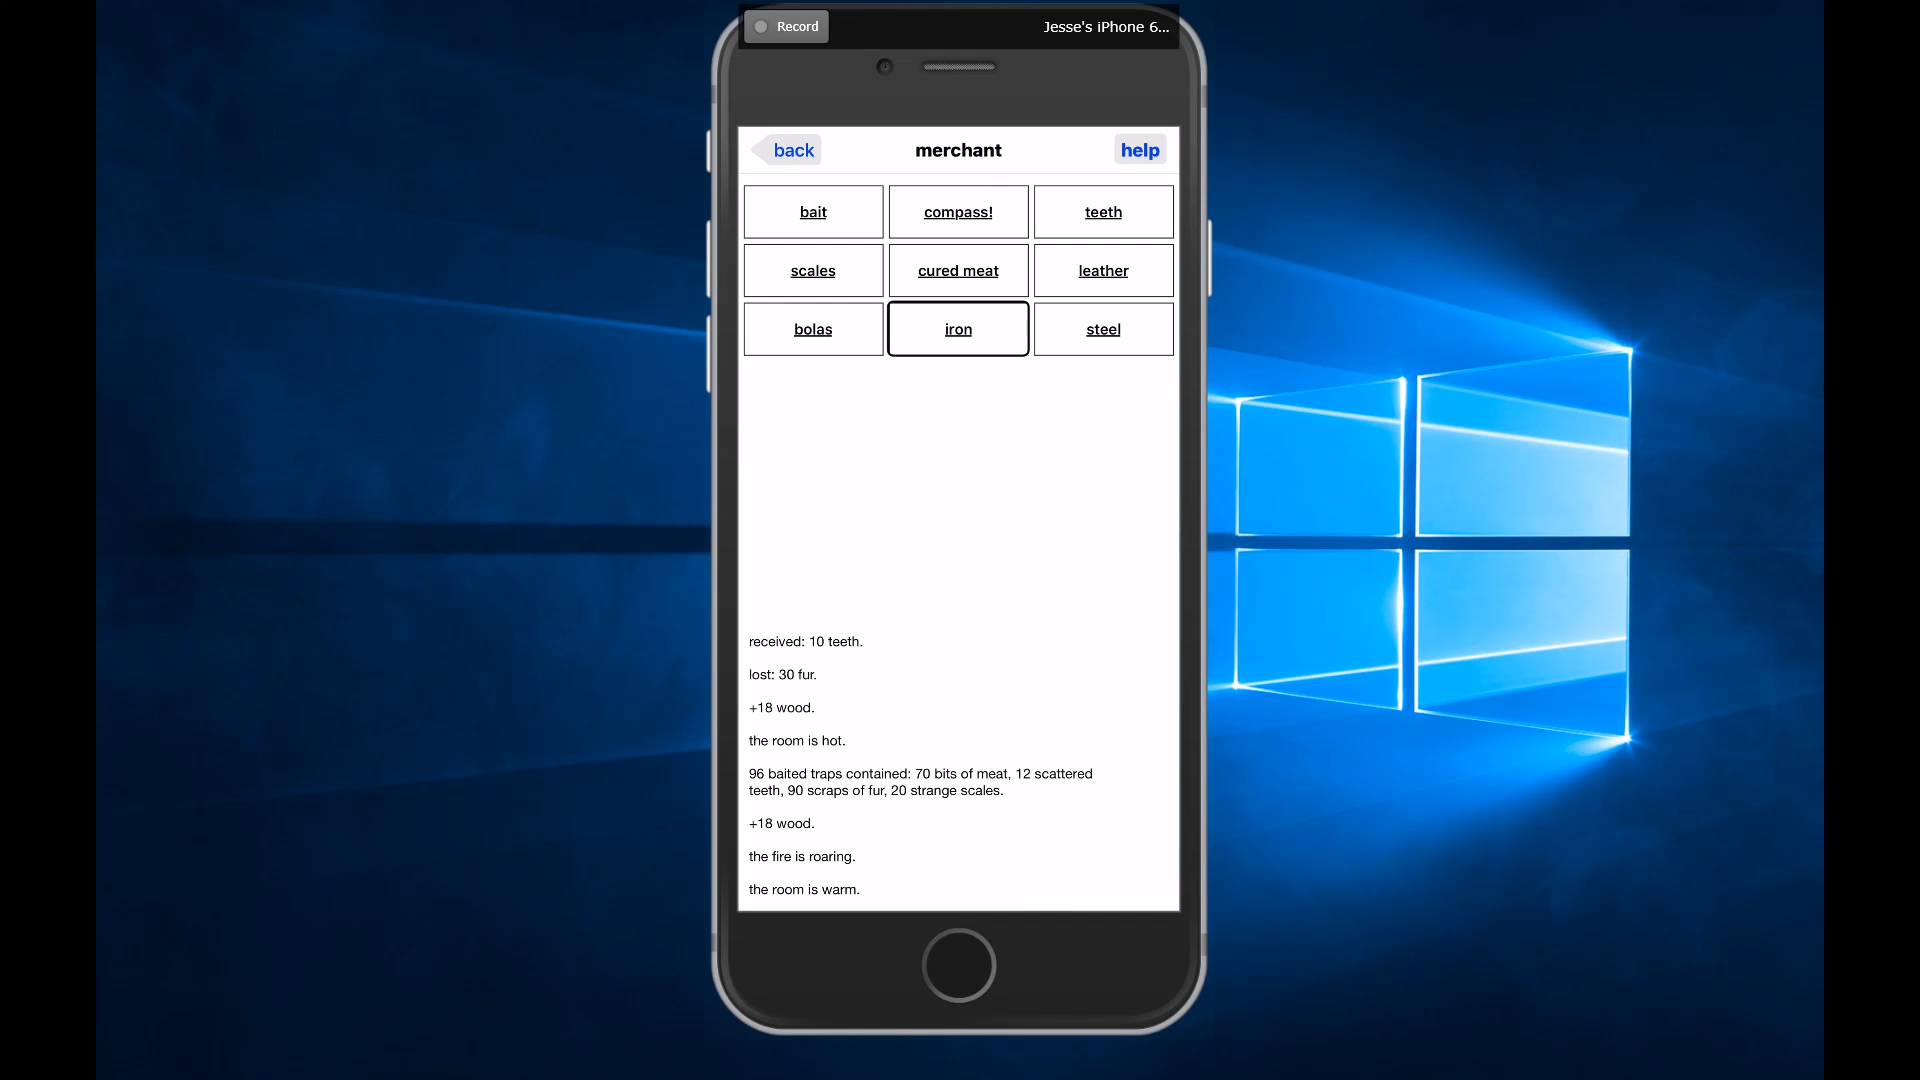 Record
Jesse's iPhone 6...
back
merchant
help
bait
compass!
teeth
scales
cured meat
leather
bolas
iron
steel
received: 10 teeth.
lost: 30 fur.
+18 wood.
the room is hot.
96 baited traps contained: 70 bits of meat, 12 scattered
teeth, 90 scraps of fur, 20 strange scales.
+18 wood.
the fire is roaring.
the room is warm.